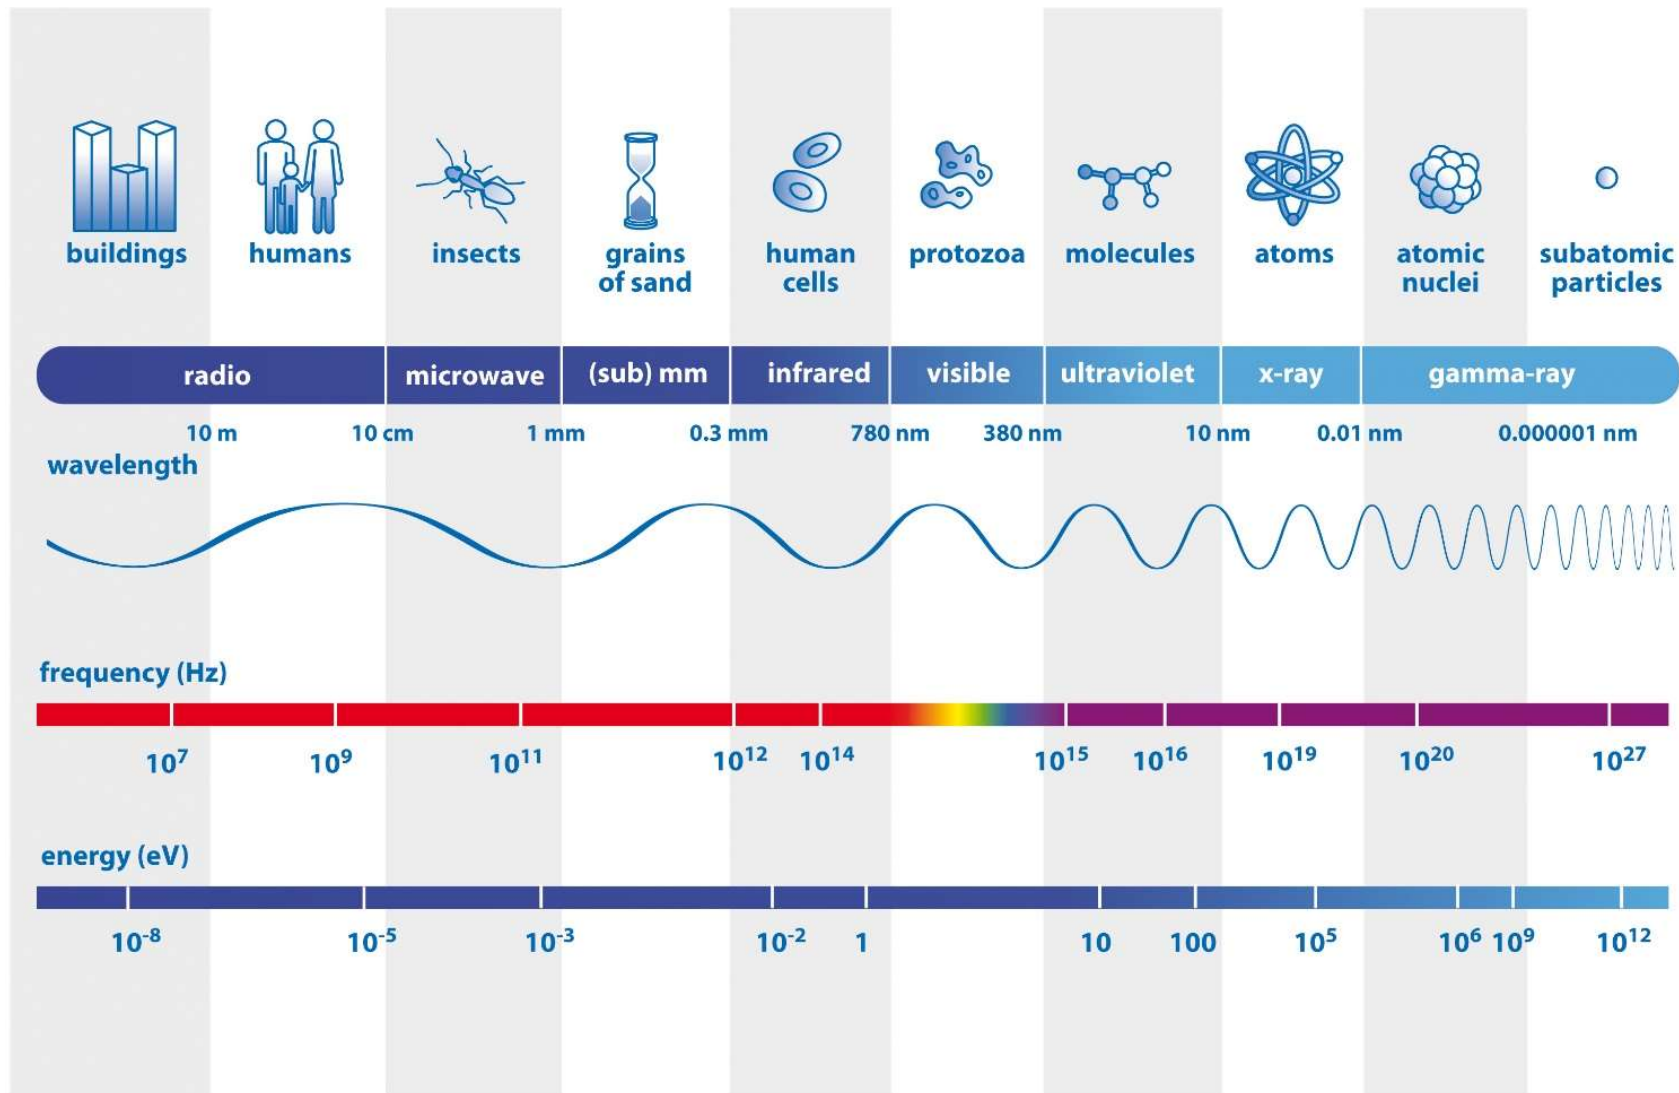 buildings
humans
insects
grains
of sand
human
cells
protozoa
molecules
atoms
atomic
nuclei
subatomic
particles
radio
microwave
(sub) mm
infrared
visible
ultraviolet
x-ray
gamma-ray
10 m
10 cm
1 mm
0.3 mm
780 nm
380 nm
10 nm
0.01 nm
0.000001 nm
wavelength
frequency (Hz)
10⁷
10⁹
10¹¹
10¹²
10¹⁴
10¹⁵
10¹⁶
10¹⁹
10²⁰
10²⁷
energy (eV)
10⁻⁸
10⁻⁵
10⁻³
10⁻²
1
10
100
10⁵
10⁶
10⁹
10¹²